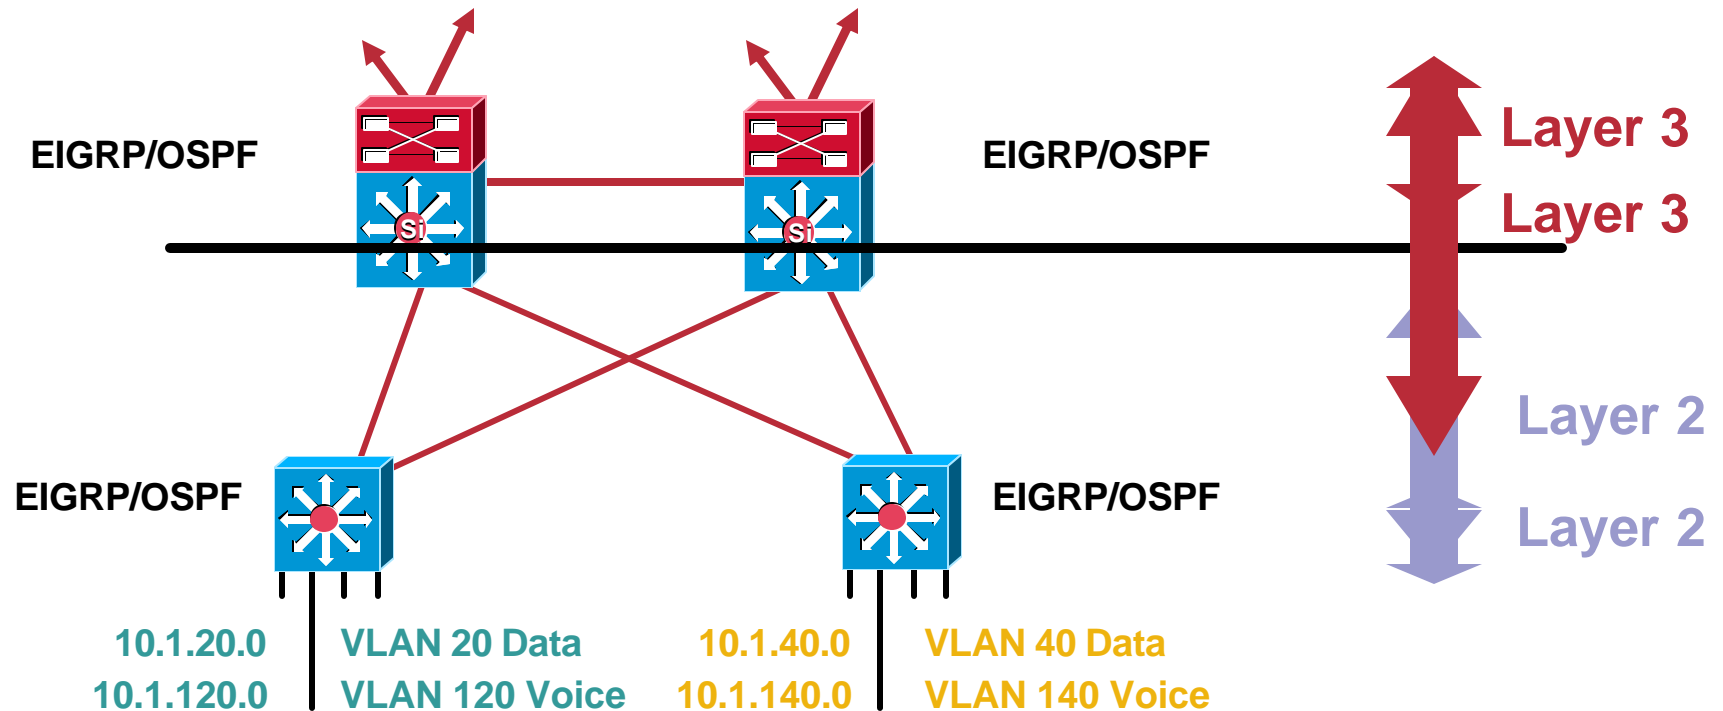 EIGRP/OSPF
EIGRP/OSPF
Layer 3
Layer 3
Si
Si
Layer 2
EIGRP/OSPF
EIGRP/OSPF
Layer 2
10.1.20.0 VLAN 20 Data
10.1.120.0 VLAN 120 Voice
10.1.40.0 VLAN 40 Data
10.1.140.0 VLAN 140 Voice